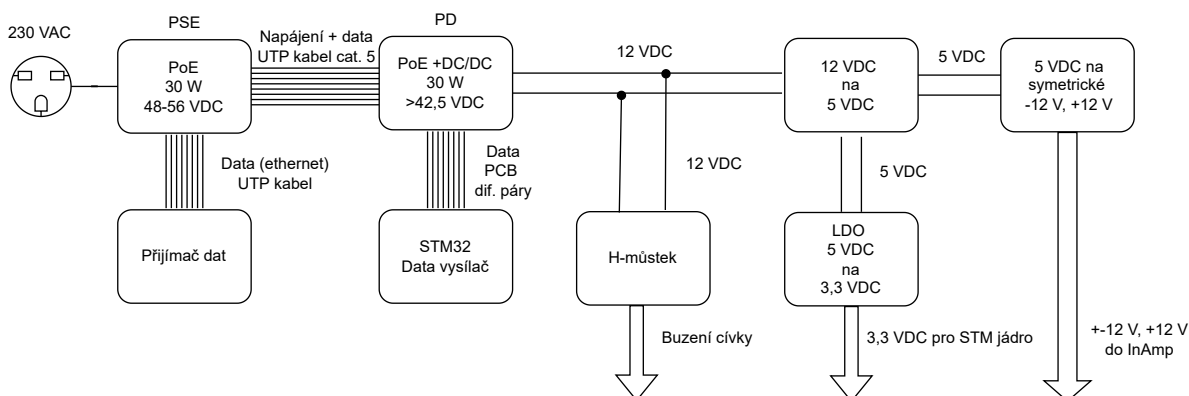 230 VAC
PSE
PoE
30 W
48-56 VDC
Napájení + data
UTP kabel cat. 5
PD
PoE +DC/DC
30 W
>42,5 VDC
12 VDC
12 VDC
na
5 VDC
5 VDC
5 VDC na
symetrické
-12 V, +12 V
Data (ethernet)
UTP kabel
Data
PCB
dif. páry
12 VDC
5 VDC
Přijímač dat
STM32
Data vysílač
H-můstek
LDO
5 VDC
na
3,3 VDC
Buzení cívky
3,3 VDC pro STM jádro
+-12 V, +12 V
do InAmp